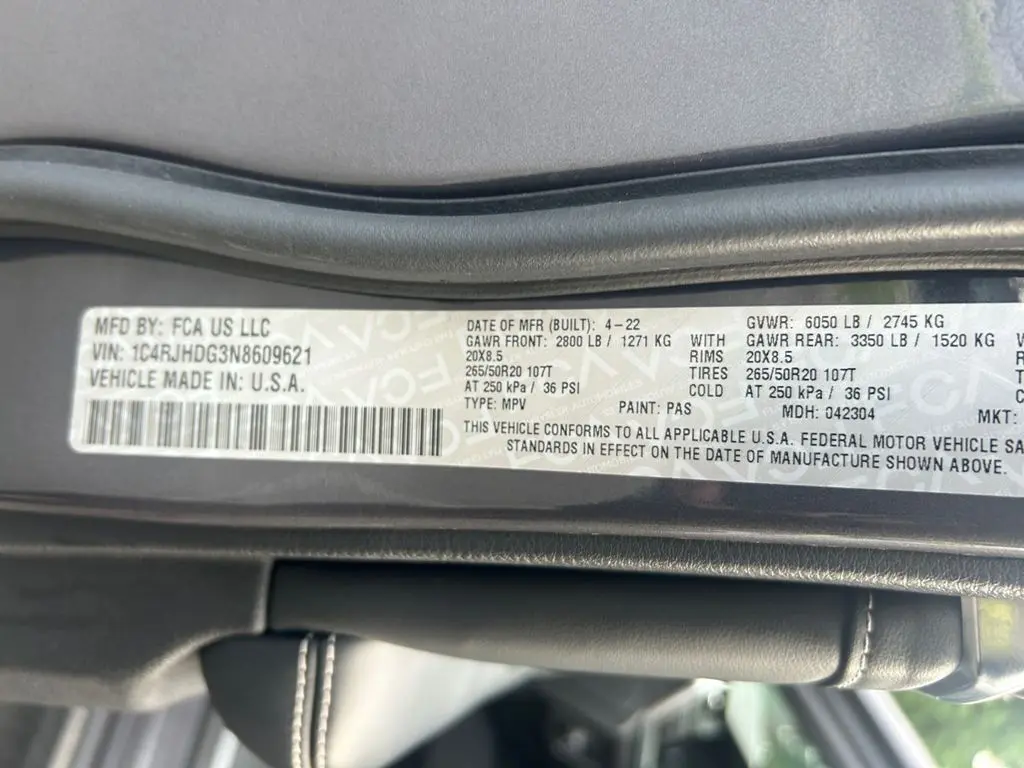 MFD BY: FCA US LLC
VIN: 1C4RJHDG3N8609621
VEHICLE MADE IN: U.S.A.
DATE OF MFR (BUILT): 4-22 GVWR: 6050 LB / 2745 KG
GAWR FRONT: 2800 LB / 1271 KG WITH GAWR REAR: 3350 LB / 1520 KG
20X8.5 RIMS 20X8.5
265/50R20 107T TIRES 265/50R20 107T
AT 250 kPa / 36 PSI COLD AT 250 kPa / 36 PSI
TYPE: MPV PAINT: PAS MDH: 042304 MKT:
THIS VEHICLE CONFORMS TO ALL APPLICABLE U.S.A. FEDERAL MOTOR VEHICLE SA
STANDARDS IN EFFECT ON THE DATE OF MANUFACTURE SHOWN ABOVE.